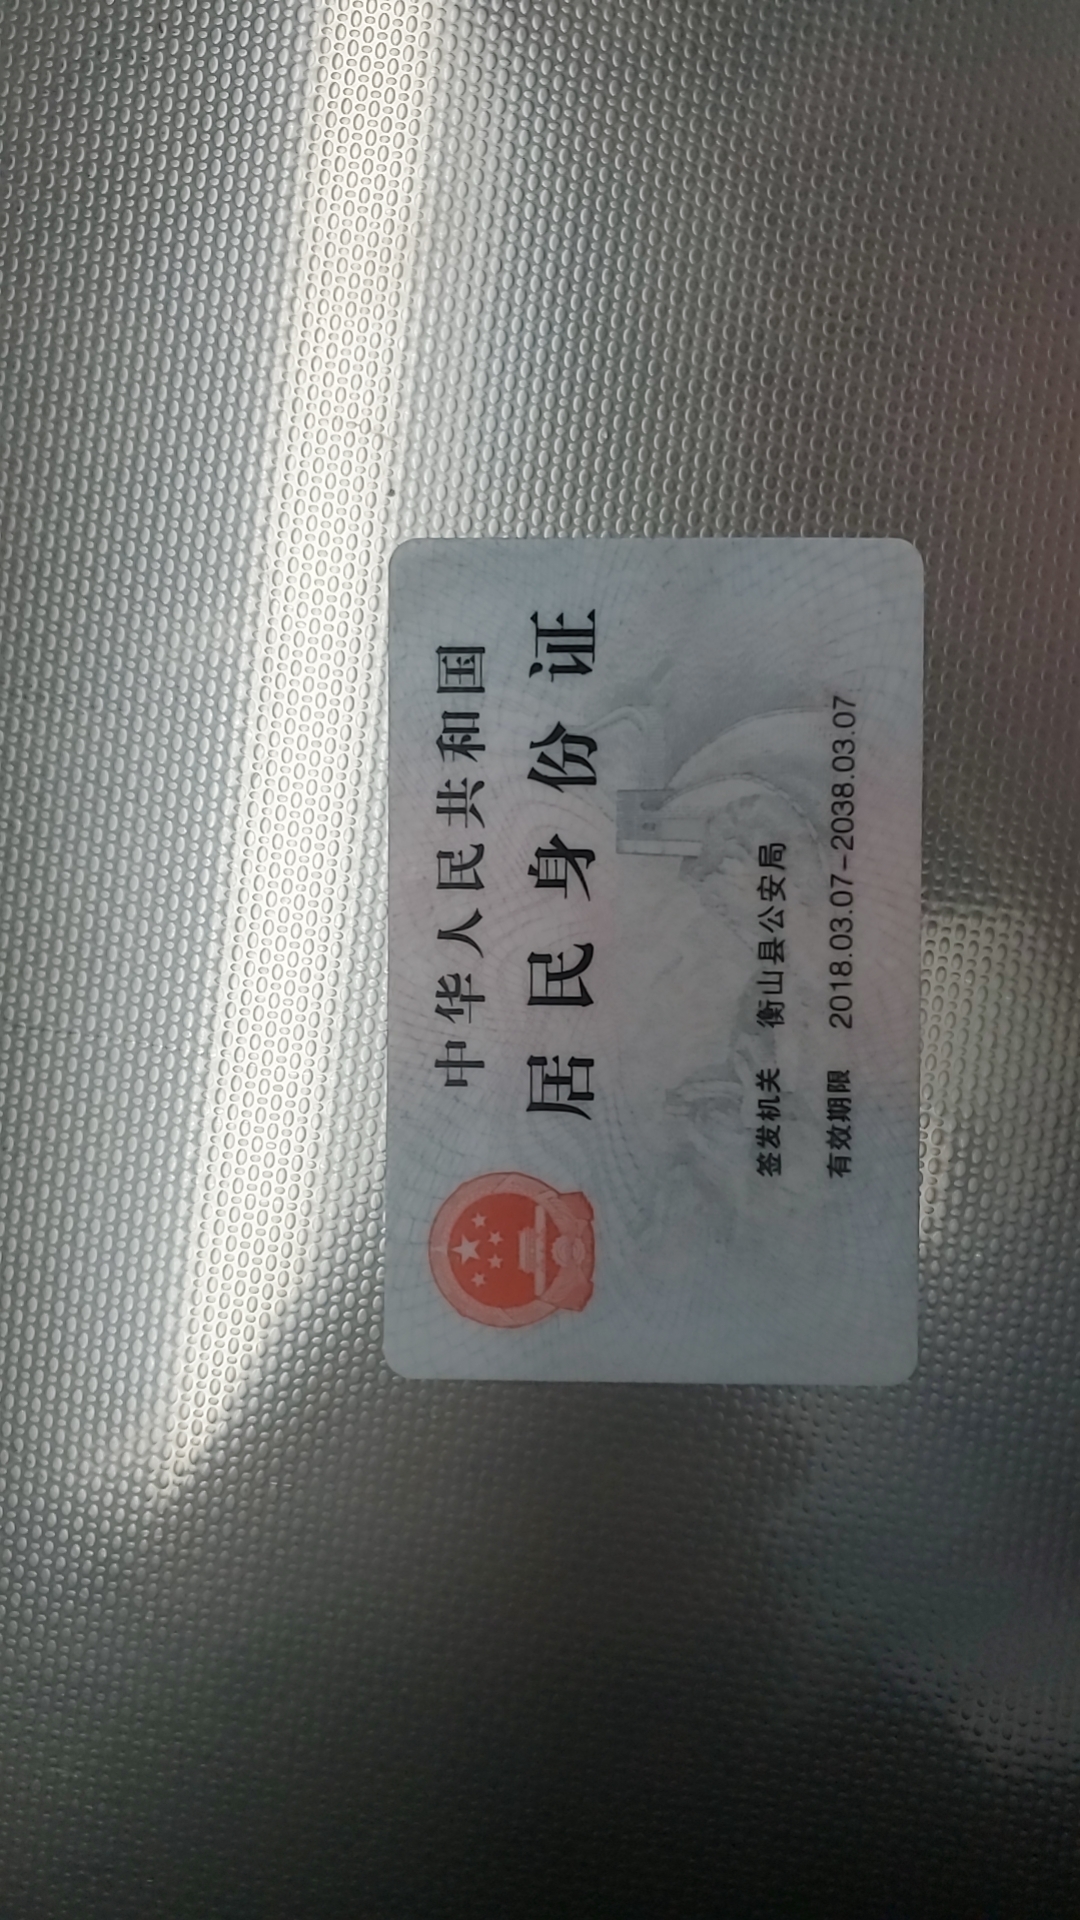 中华人民共和国
居民身份证
签发机关 衡山县公安局
有效期限 2018.03.07-2038.03.07